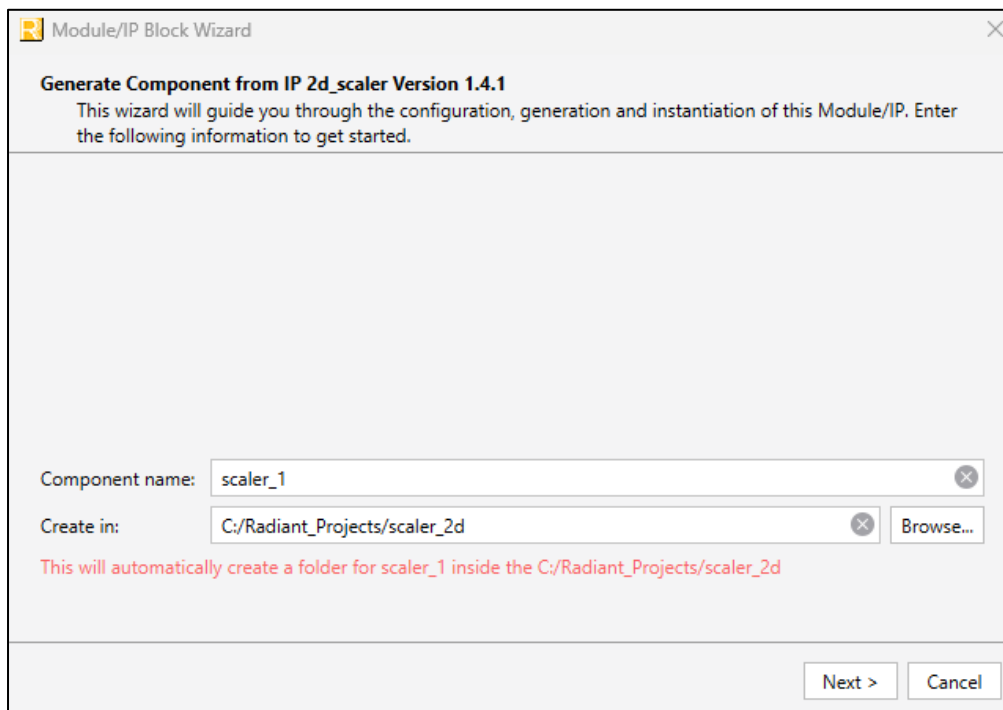 Module/IP Block Wizard
Generate Component from IP 2d_scaler Version 1.4.1
This wizard will guide you through the configuration, generation and instantiation of this Module/IP. Enter
the following information to get started.
Component name: scaler_1
Create in: C:/Radiant_Projects/scaler_2d Browse...
This will automatically create a folder for scaler_1 inside the C:/Radiant_Projects/scaler_2d
Next > Cancel